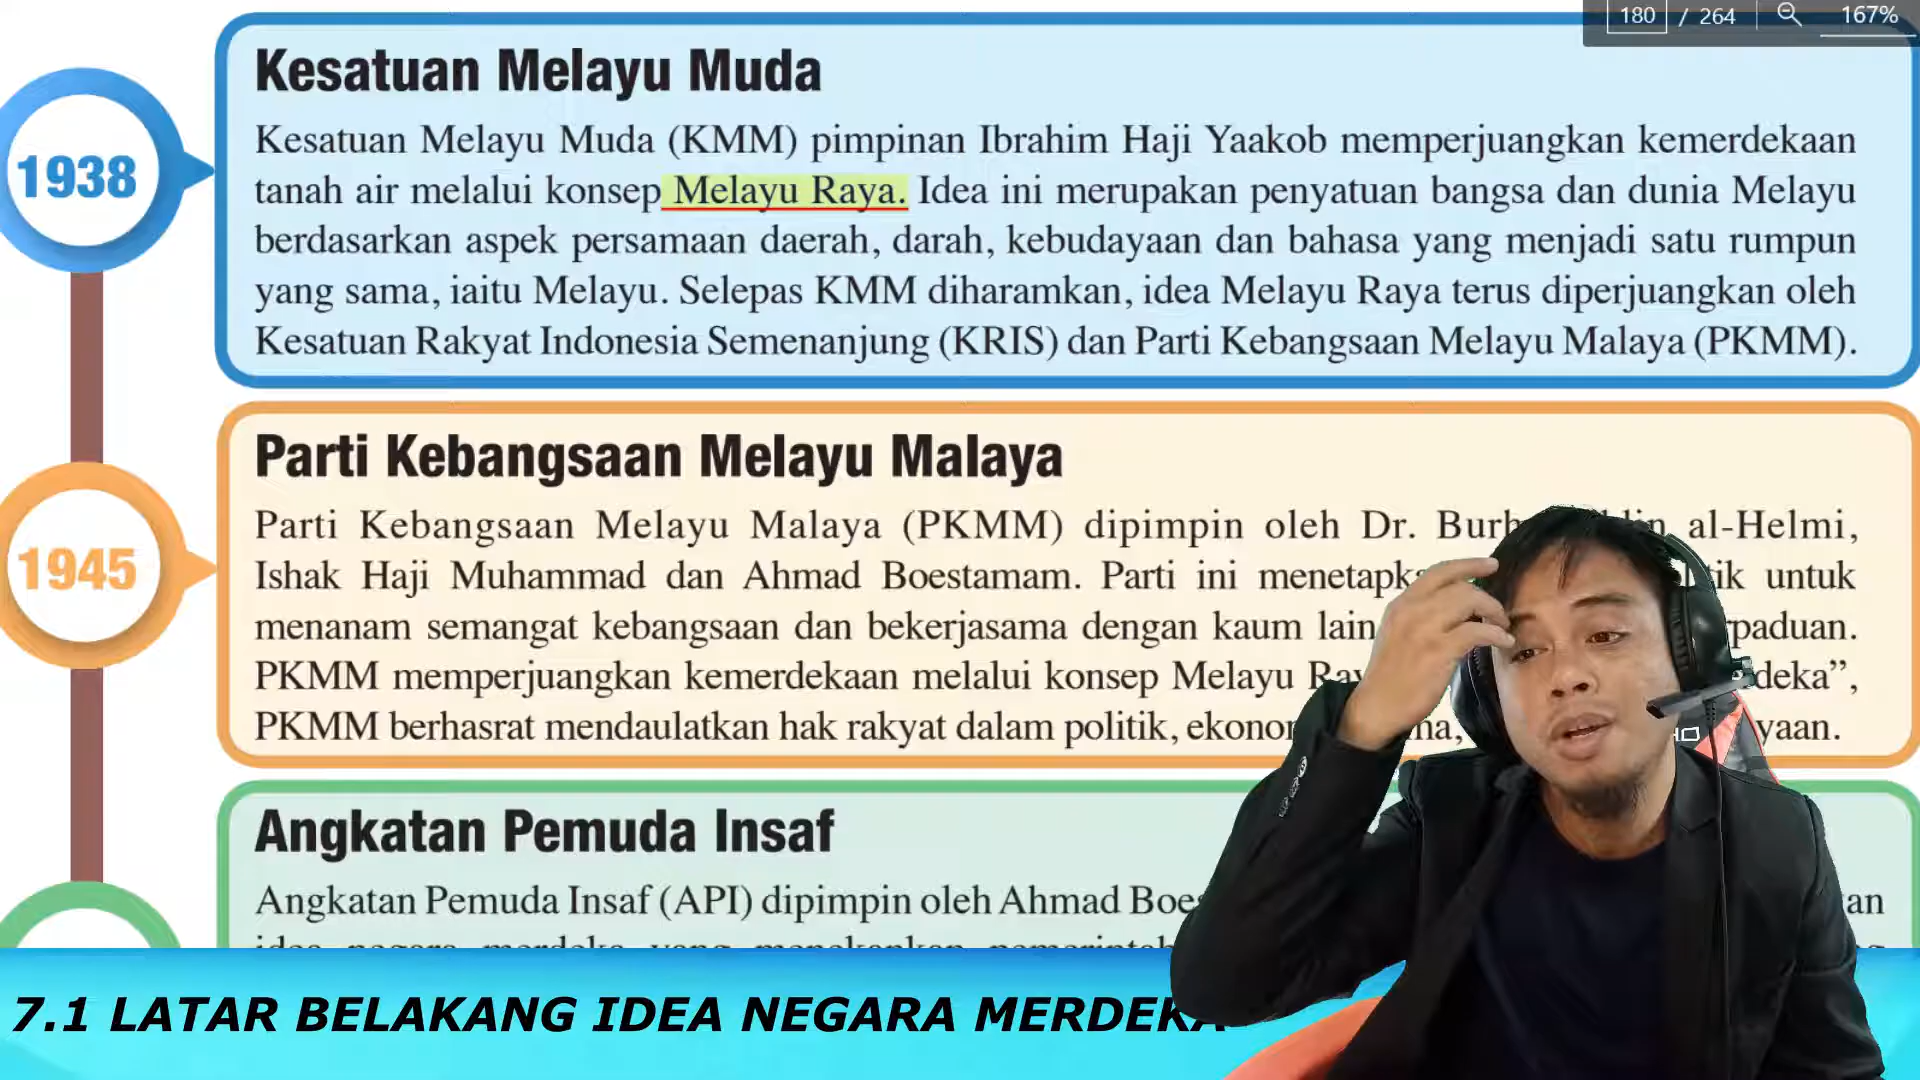 180 / 264 167%
Kesatuan Melayu Muda
1938
Kesatuan Melayu Muda (KMM) pimpinan Ibrahim Haji Yaakob memperjuangkan kemerdekaan
tanah air melalui konsep Melayu Raya. Idea ini merupakan penyatuan bangsa dan dunia Melayu
berdasarkan aspek persamaan daerah, darah, kebudayaan dan bahasa yang menjadi satu rumpun
yang sama, iaitu Melayu. Selepas KMM diharamkan, idea Melayu Raya terus diperjuangkan oleh
Kesatuan Rakyat Indonesia Semenanjung (KRIS) dan Parti Kebangsaan Melayu Malaya (PKMM).
Parti Kebangsaan Melayu Malaya
1945
Parti Kebangsaan Melayu Malaya (PKMM) dipimpin oleh Dr. al-Helmi,
Ishak Haji Muhammad dan Ahmad Boestamam. Parti ini untuk
menanam semangat kebangsaan dan bekerjasama dengan kaum lain
PKMM memperjuangkan kemerdekaan melalui konsep Melayu
PKMM berhasrat mendaulatkan hak rakyat dalam politik,
Angkatan Pemuda Insaf
Angkatan Pemuda Insaf (API) dipimpin oleh Ahmad
idea negara merdeka yang menekankan
7.1 LATAR BELAKANG IDEA NEGARA MERDEKA